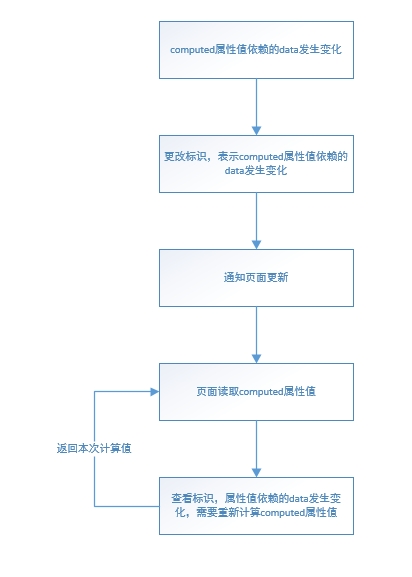 computed属性值依赖的data发生变化
更改标识，表示computed属性值依赖的
data发生变化
通知页面更新
页面读取computed属性值
返回本次计算值
查看标识，属性值依赖的data发生变
化，需要重新计算computed属性值